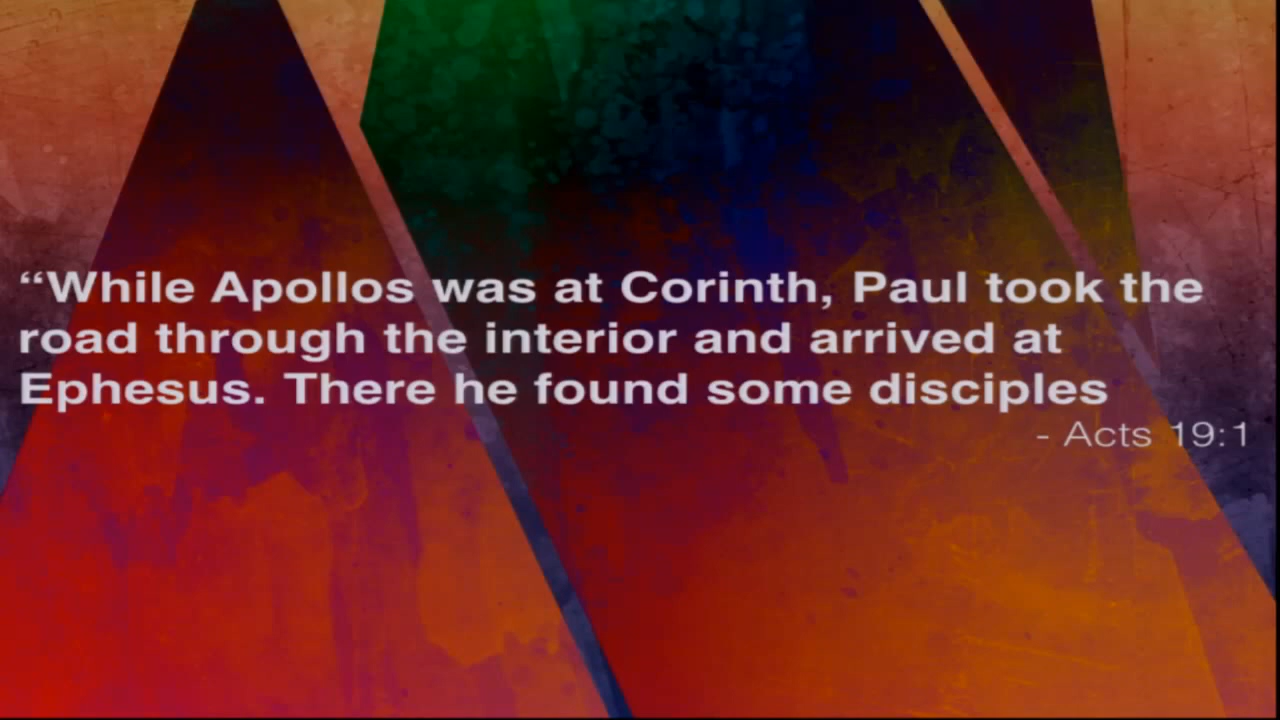 “While Apollos was at Corinth, Paul took the
road through the interior and arrived at
Ephesus. There he found some disciples
- Acts 19:1